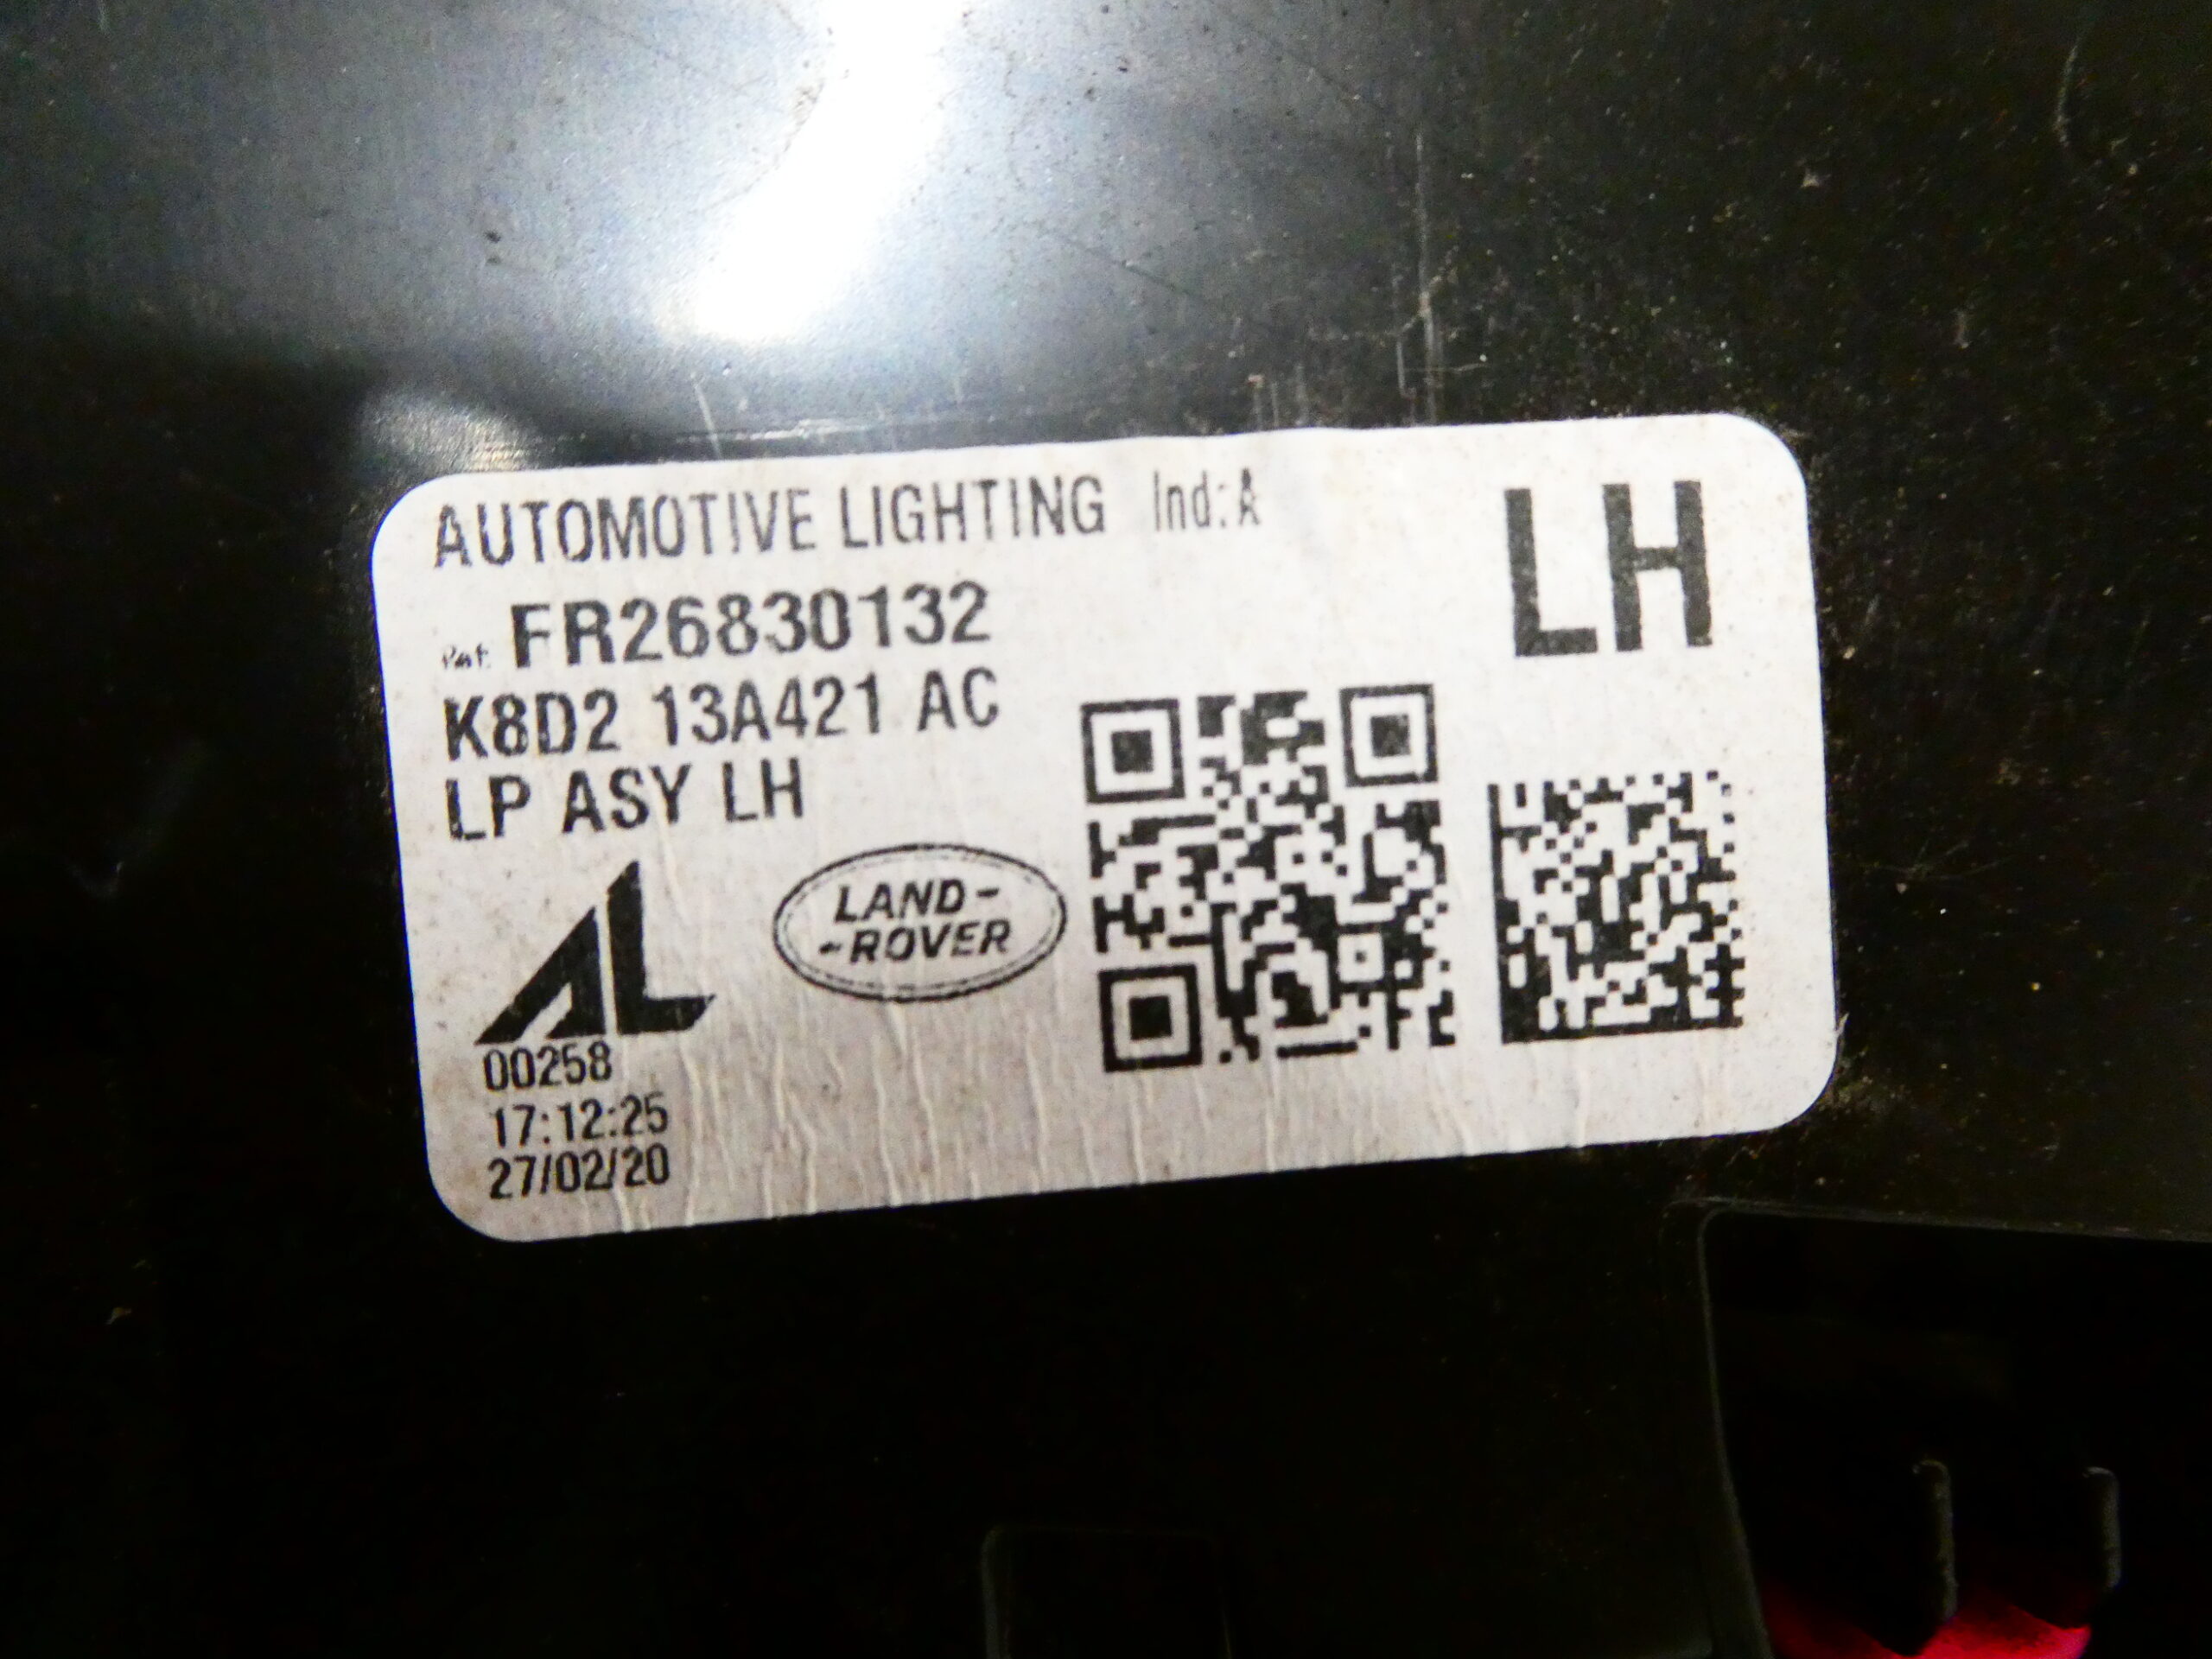 AUTOMOTIVE LIGHTING Ind: A
LH
Ref: FR26830132
K8D2 13A421 AC
LP ASY LH
AL
LAND-
-ROVER
00258
17:12:25
27/02/20